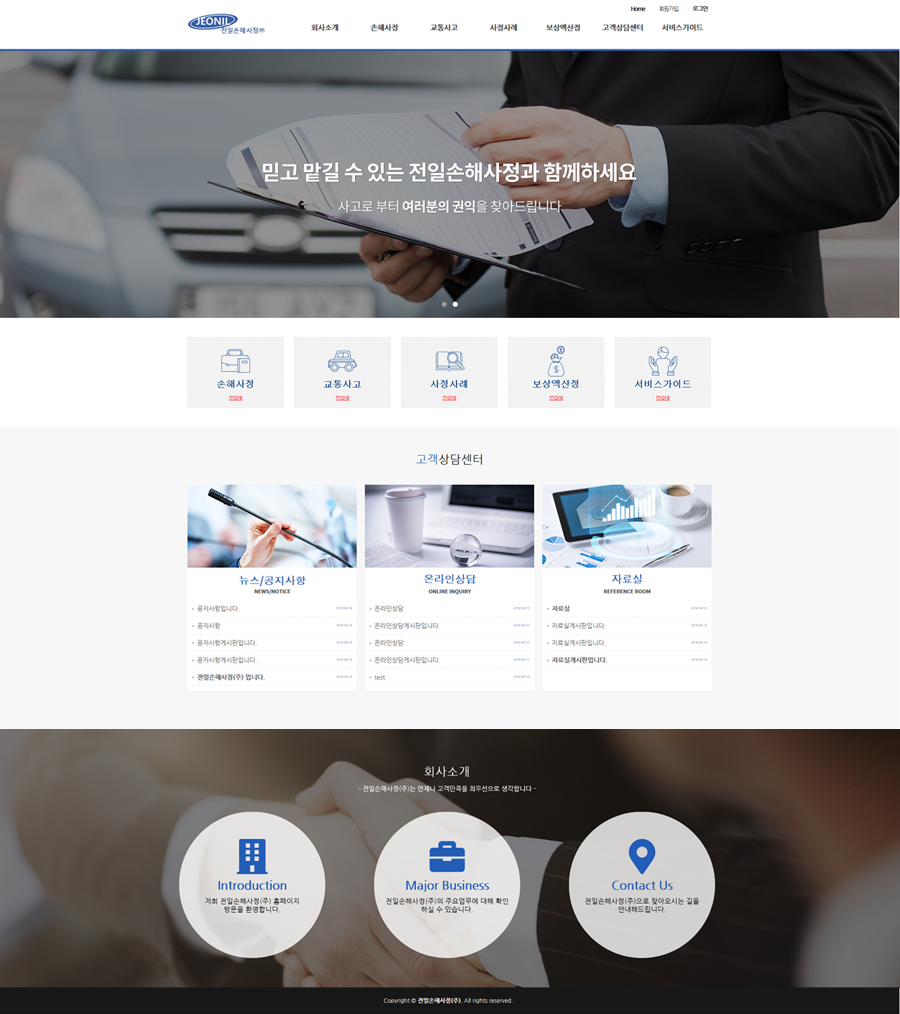 Home 회원가입 로그인
JEONIL
전일손해사정㈜
회사소개 손해사정 교통사고 사정사례 보상액산정 고객상담센터 서비스가이드
믿고 맡길 수 있는 전일손해사정과 함께하세요
사고로 부터 여러분의 권익을 찾아드립니다
손해사정 교통사고 사정사례 보상액산정 서비스가이드
more more more more more
고객상담센터
뉴스/공지사항
NEWS/NOTICE
공지사항입니다.
공지사항
공지사항게시판입니다.
공지사항게시판입니다.
전일손해사정(주) 입니다.
온라인상담
ONLINE INQUIRY
온라인상담
온라인상담게시판입니다.
온라인상담
온라인상담게시판입니다.
test
자료실
REFERENCE ROOM
자료실
자료실게시판입니다.
자료실게시판입니다.
자료실게시판입니다.
회사소개
- 전일손해사정(주)는 언제나 고객만족을 최우선으로 생각합니다 -
Introduction
저희 전일손해사정(주) 홈페이지
방문을 환영합니다.
Major Business
전일손해사정(주)의 주요업무에 대해 확인
하실 수 있습니다.
Contact Us
전일손해사정(주)으로 찾아오시는 길을
안내해드립니다.
Copyright © 전일손해사정(주). All rights reserved.